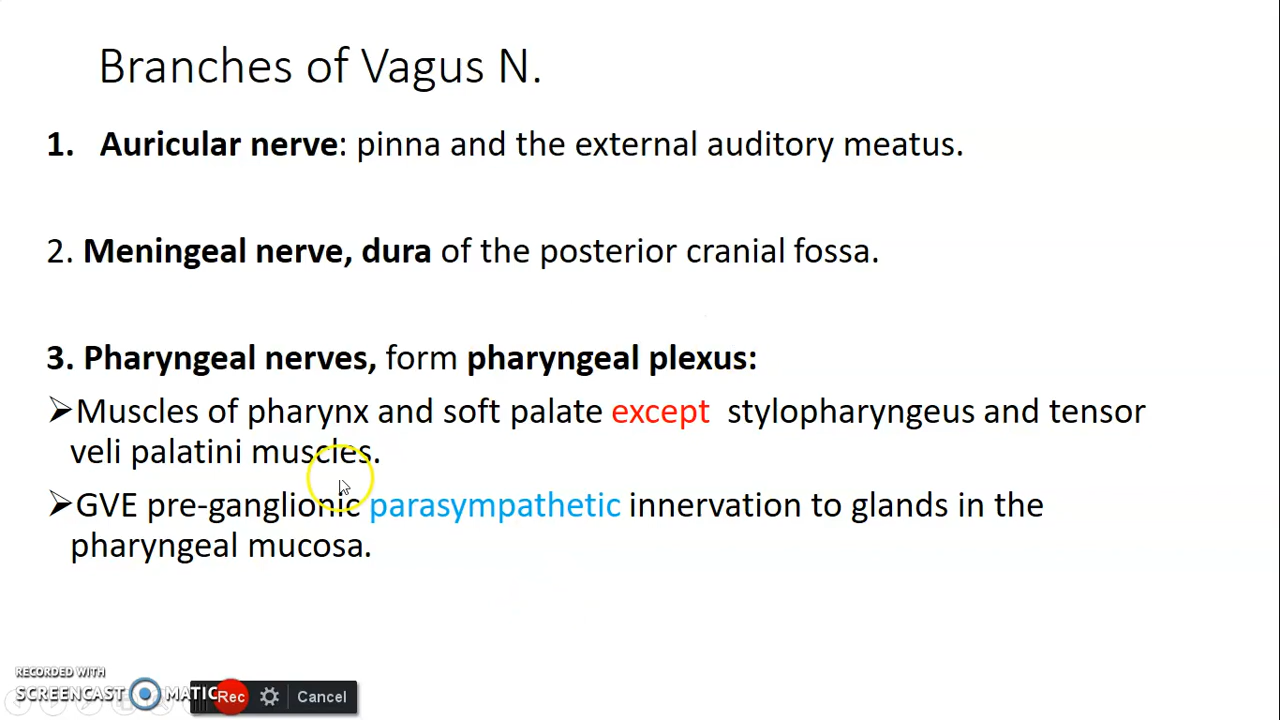 Branches of Vagus N.
1. Auricular nerve: pinna and the external auditory meatus.
2. Meningeal nerve, dura of the posterior cranial fossa.
3. Pharyngeal nerves, form pharyngeal plexus:
➢Muscles of pharynx and soft palate except stylopharyngeus and tensor
veli palatini muscles.
➢GVE pre-ganglionic parasympathetic innervation to glands in the
pharyngeal mucosa.
RECORDED WITH
SCREENCAST MATIC
Rec Cancel